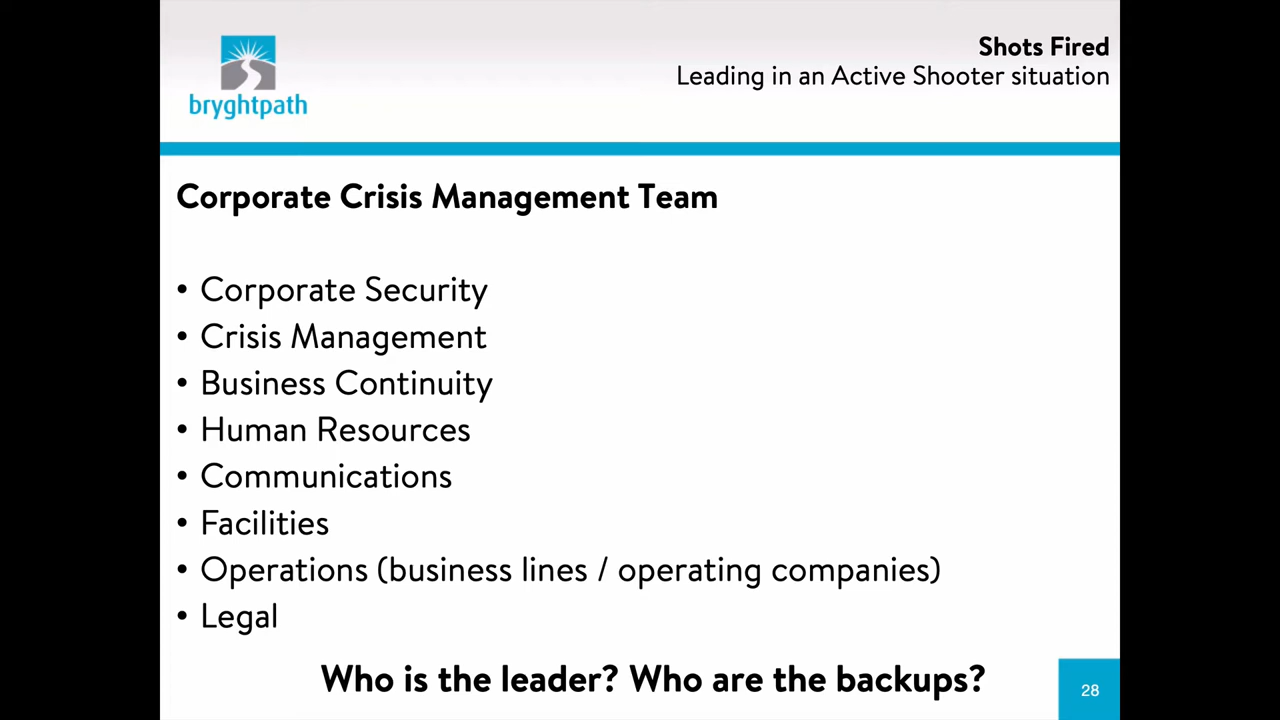 bryghtpath
Shots Fired
Leading in an Active Shooter situation
Corporate Crisis Management Team
• Corporate Security
• Crisis Management
• Business Continuity
• Human Resources
• Communications
• Facilities
• Operations (business lines / operating companies)
• Legal
Who is the leader? Who are the backups?
28